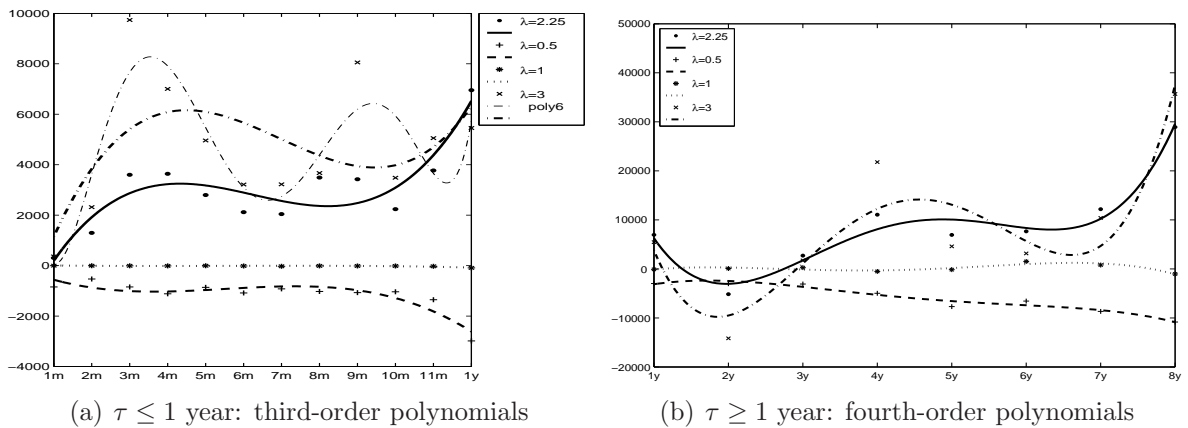 10000
8000
6000
4000
2000
0
−2000
−4000
1m 2m 3m 4m 5m 6m 7m 8m 9m 10m 11m 1y
λ=2.25
λ=0.5
λ=1
λ=3
poly6
(a) τ ≤ 1 year: third-order polynomials
50000
40000
30000
20000
10000
0
−10000
−20000
1y 2y 3y 4y 5y 6y 7y 8y
λ=2.25
λ=0.5
λ=1
λ=3
(b) τ ≥ 1 year: fourth-order polynomials